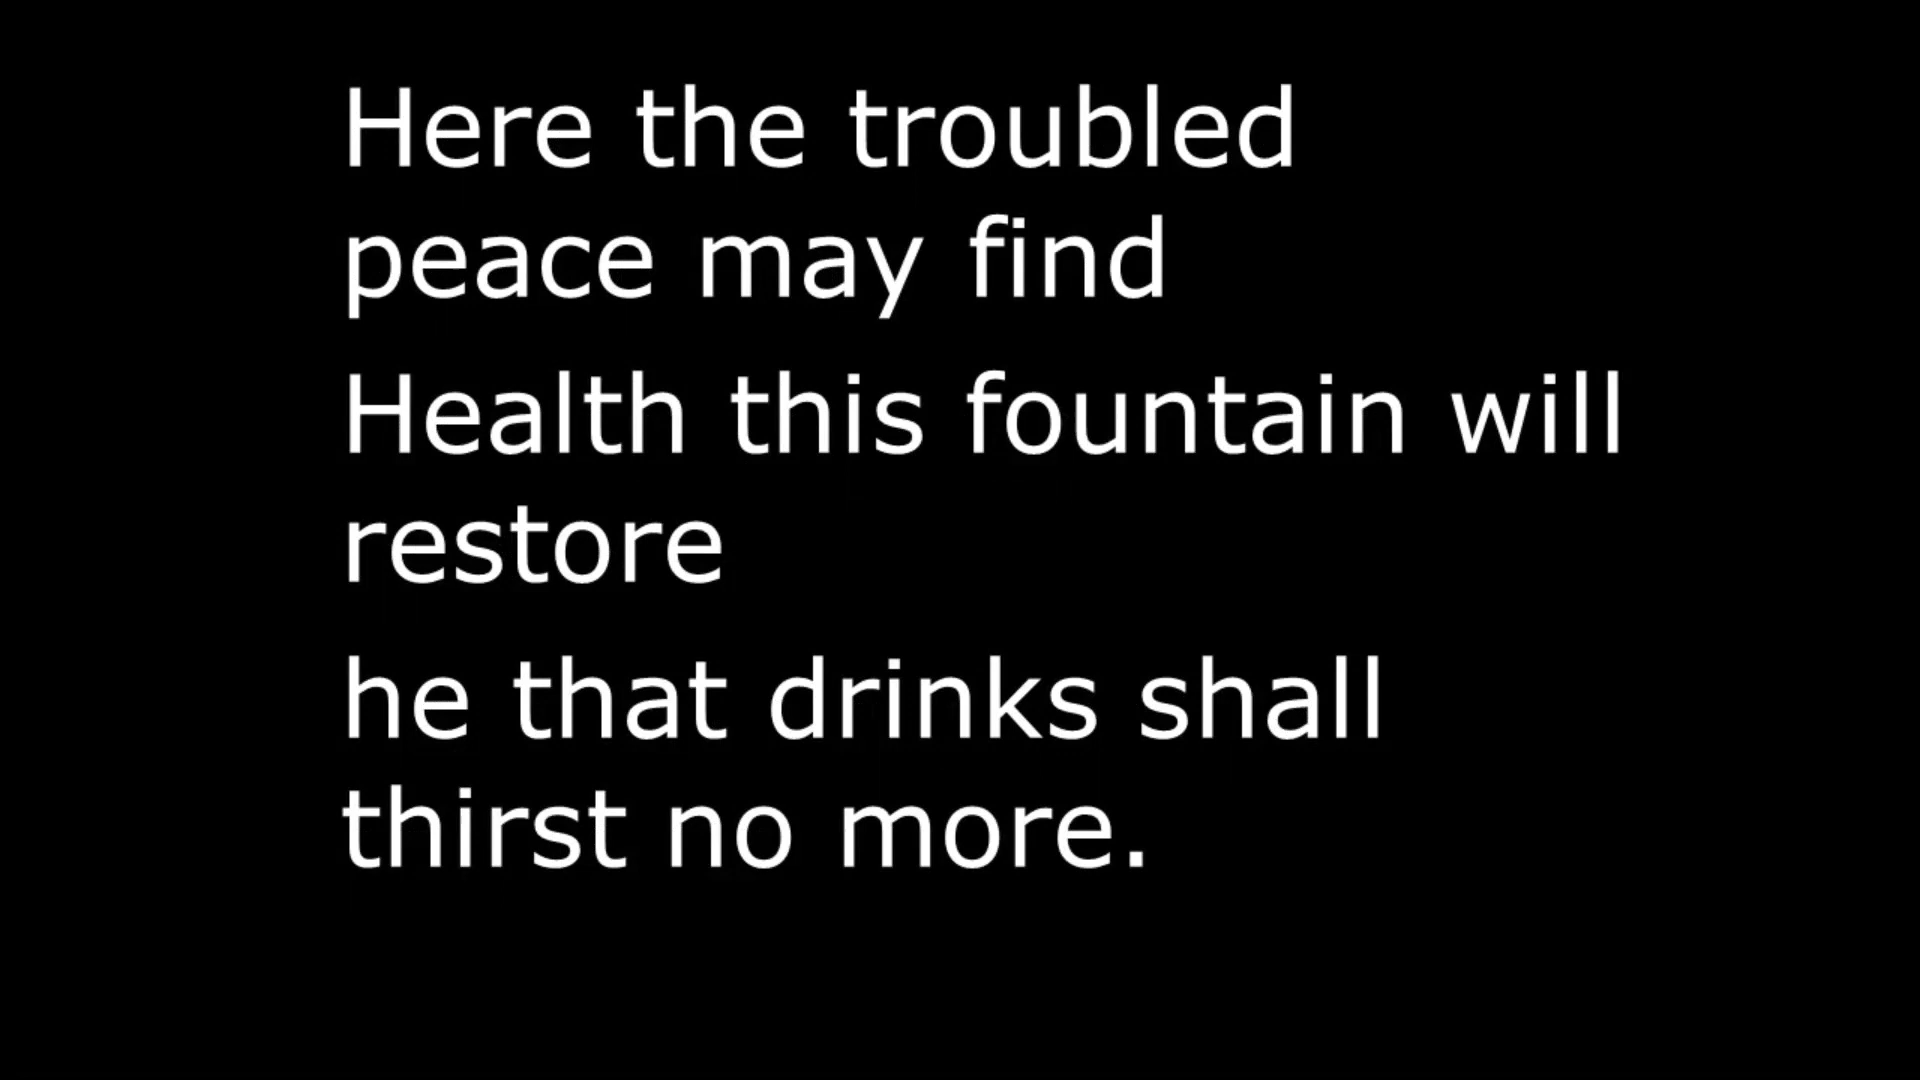 Here the troubled
peace may find
Health this fountain will
restore
he that drinks shall
thirst no more.